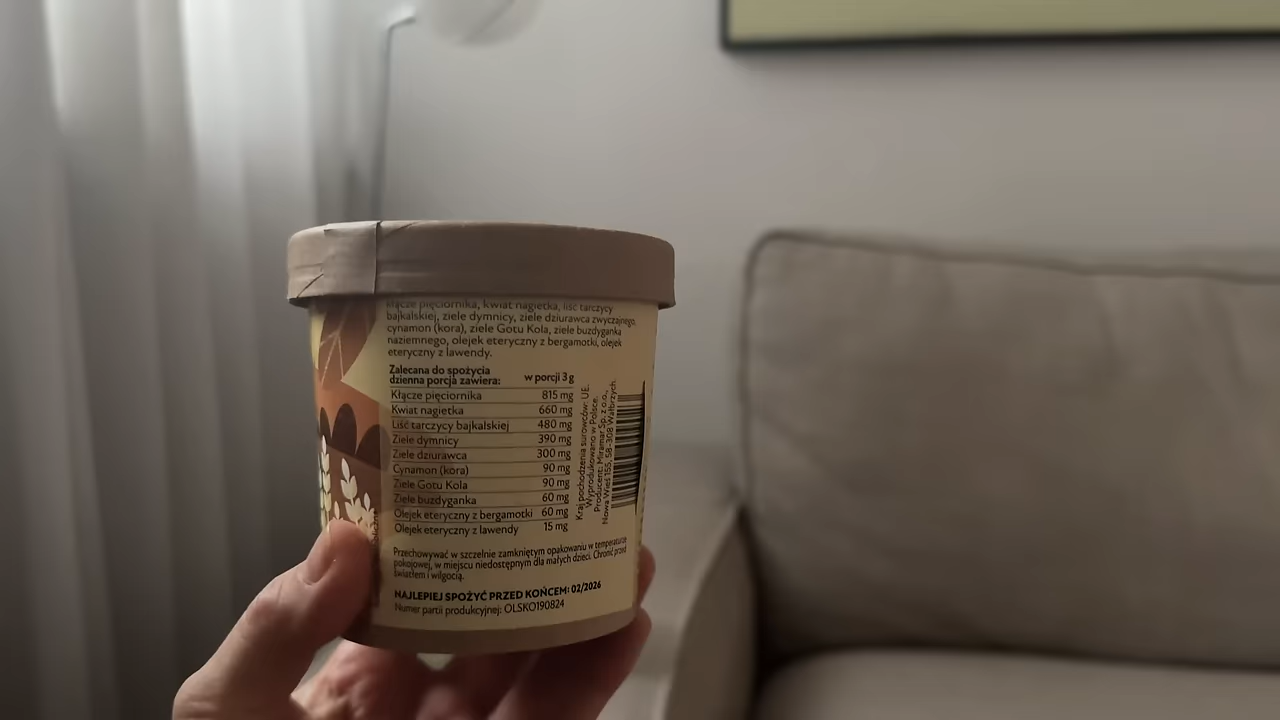 kłącze pięciornika, kwiat nagietka, liść tarczycy
bajkalskiej, ziele dymnicy, ziele dziurawca zwyczajnego,
cynamon (kora), ziele Gotu Kola, ziele buzdyganka
naziemnego, olejek eteryczny z bergamotki, olejek
eteryczny z lawendy.
Zalecana do spożycia
dzienna porcja zawiera: w porcji 3 g
Kłącze pięciornika 815 mg
Kwiat nagietka 660 mg
Liść tarczycy bajkalskiej 480 mg
Ziele dymnicy 390 mg
Ziele dziurawca 300 mg
Cynamon (kora) 90 mg
Ziele Gotu Kola 90 mg
Ziele buzdyganka 60 mg
Olejek eteryczny z bergamotki 60 mg
Olejek eteryczny z lawendy 15 mg
Przechowywać w szczelnie zamkniętym opakowaniu w temperaturze
pokojowej, w miejscu niedostępnym dla małych dzieci. Chronić przed
światłem i wilgocią.
NAJLEPIEJ SPOŻYĆ PRZED KOŃCEM: 02/2026
Numer partii produkcyjnej: OLSKO190824
Kraj pochodzenia surowców: UE.
Wyprodukowano w Polsce.
Producent: Miramar Sp. z o.o.,
Nowa Wieś 155, 58-308 Wałbrzych.